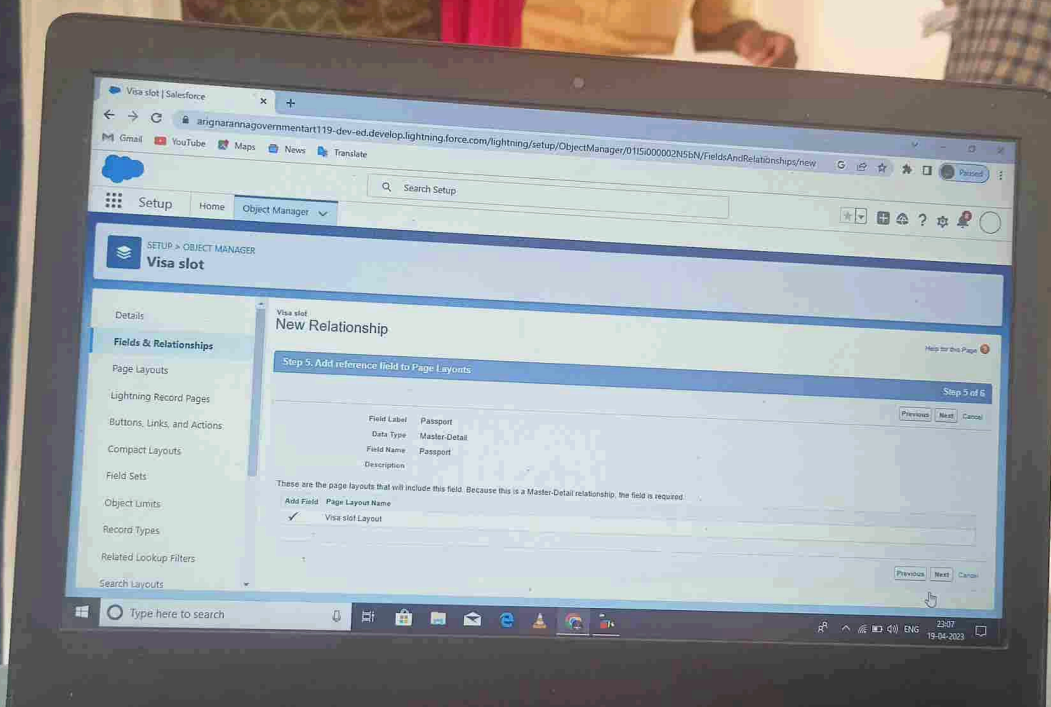 Visa slot | Salesforce
arignarannagovernmentart119-dev-ed.develop.lightning.force.com/lightning/setup/ObjectManager/01I5i000002N5bN/FieldsAndRelationships/new
Paused
Gmail YouTube Maps News Translate
Search Setup
Setup Home Object Manager
SETUP > OBJECT MANAGER
Visa slot
Details
Fields & Relationships
Page Layouts
Lightning Record Pages
Buttons, Links, and Actions
Compact Layouts
Field Sets
Object Limits
Record Types
Related Lookup Filters
Search Layouts
Visa slot
New Relationship
Help for this Page
Step 5. Add reference field to Page Layouts
Step 5 of 6
Previous Next Cancel
Field Label Passport
Data Type Master-Detail
Field Name Passport
Description
These are the page layouts that will include this field. Because this is a Master-Detail relationship, the field is required
Add Field Page Layout Name
Visa slot Layout
Previous Next Cancel
Type here to search
ENG
23:07
19-04-2023